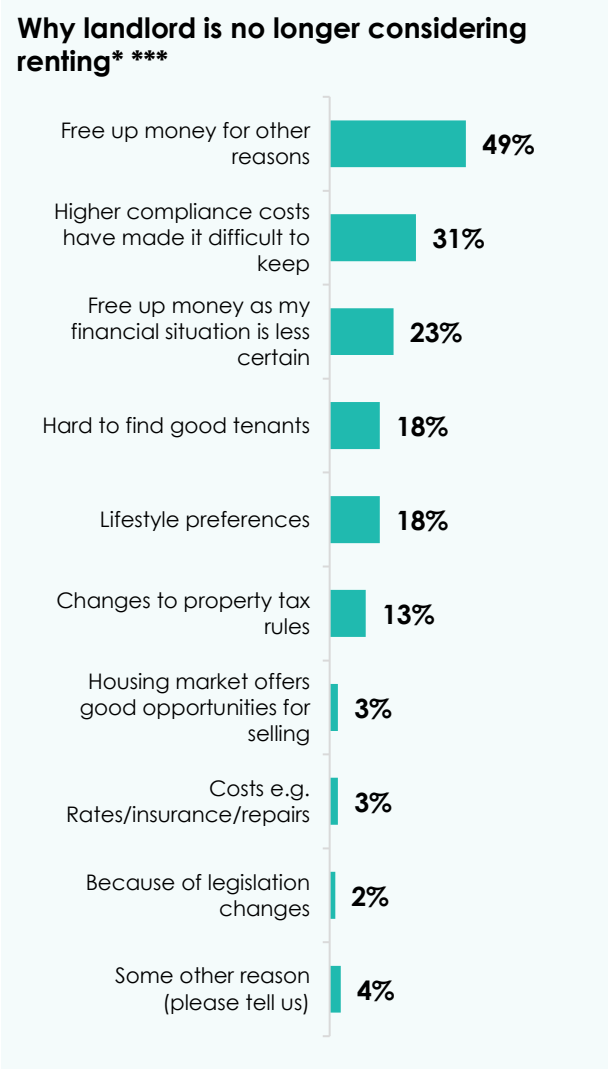 Why landlord is no longer considering
renting* ***
Free up money for other
reasons
49%
Higher compliance costs
have made it difficult to
keep
31%
Free up money as my
financial situation is less
certain
23%
Hard to find good tenants
18%
Lifestyle preferences
18%
Changes to property tax
rules
13%
Housing market offers
good opportunities for
selling
3%
Costs e.g.
Rates/insurance/repairs
3%
Because of legislation
changes
2%
Some other reason
(please tell us)
4%